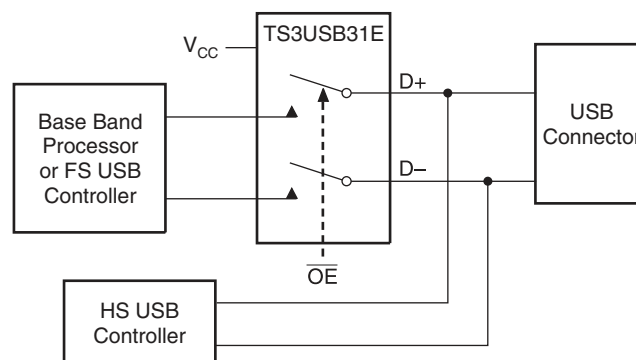 TS3USB31E
V_CC
D+
USB
Connector
Base Band
Processor
or FS USB
Controller
D−
OE
HS USB
Controller